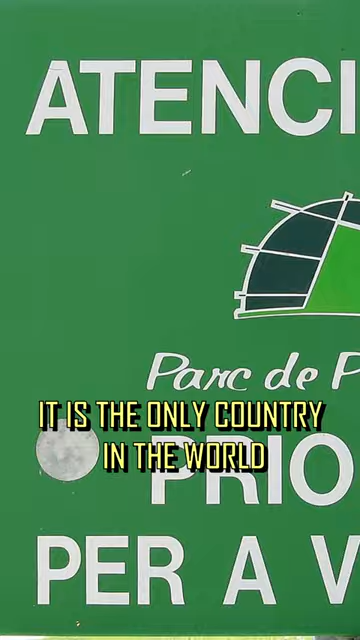 ATENCI
Parc de P
IT IS THE ONLY COUNTRY
IN THE WORLD
PRIO
PER A V